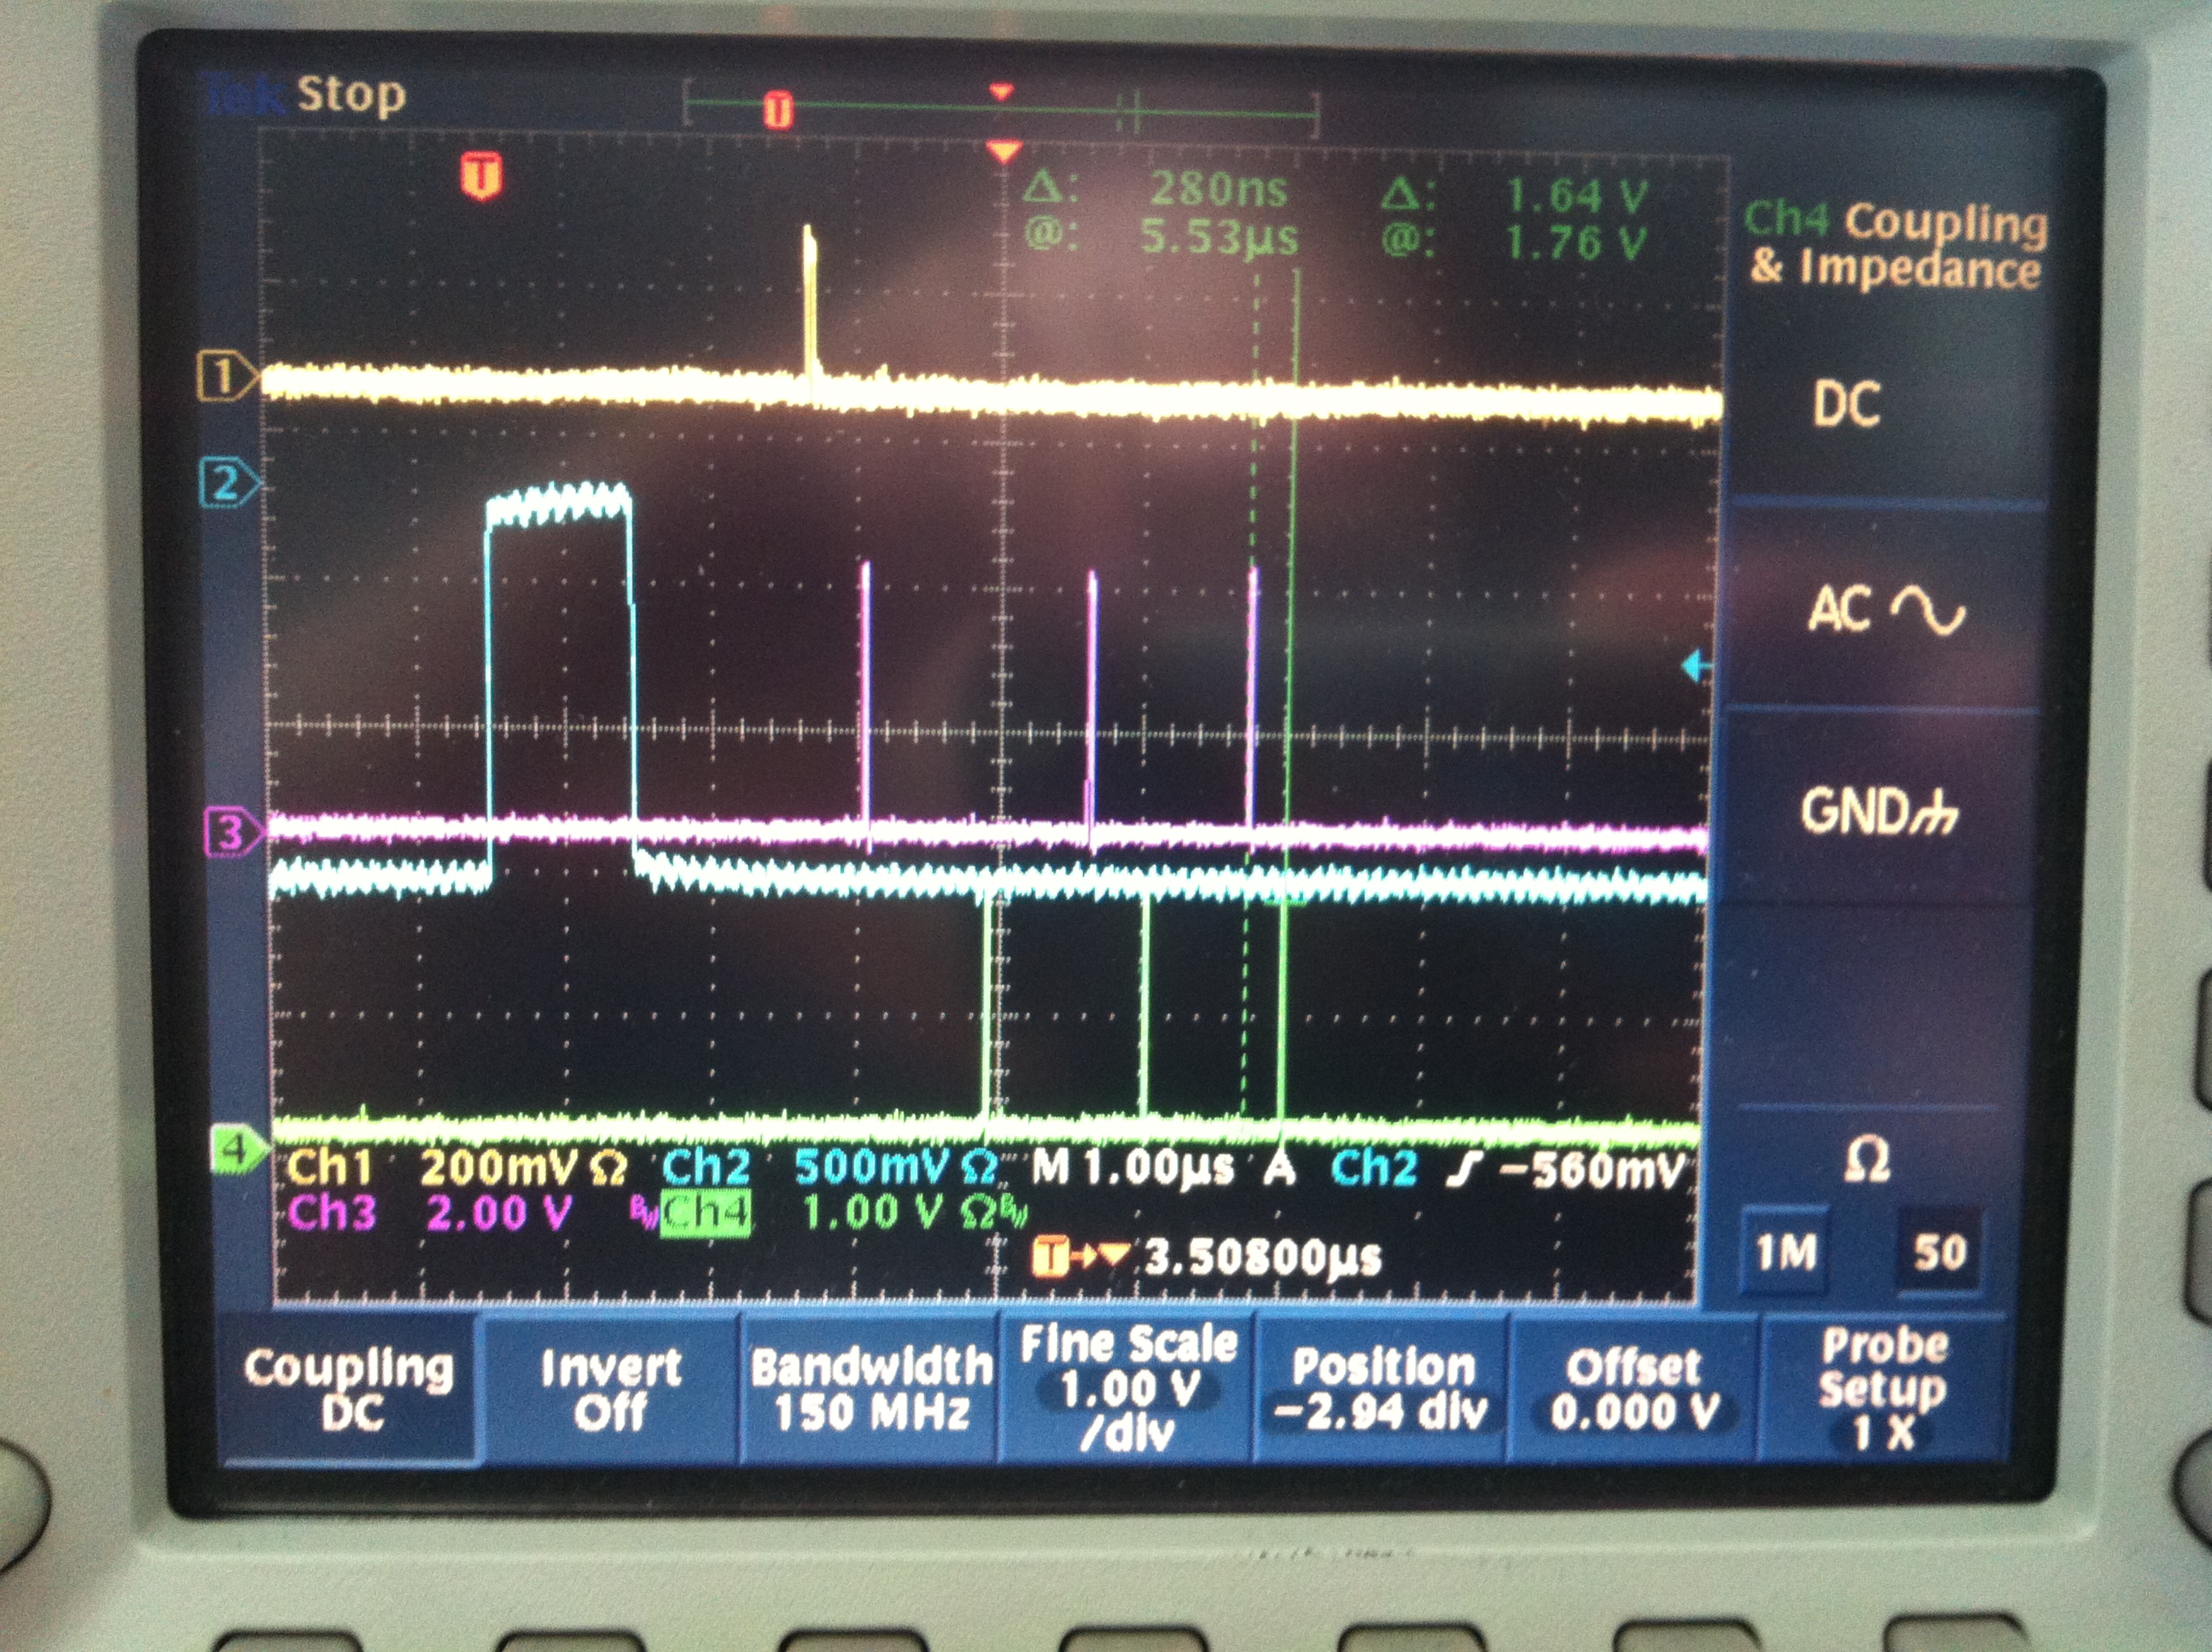 Tek Stop
T
T
Δ: 280ns Δ: 1.64 V
@: 5.53µs @: 1.76 V
Ch4 Coupling
& Impedance
DC
AC
GND
Ω
1M 50
1
2
3
4
Ch1 200mV Ω Ch2 500mV Ω M 1.00µs A Ch2 ʃ −560mV
Ch3 2.00 V BW Ch4 1.00 V Ω BW
T→▼ 3.50800µs
Coupling
DC
Invert
Off
Bandwidth
150 MHz
Fine Scale
1.00 V
/div
Position
−2.94 div
Offset
0.000 V
Probe
Setup
1 X